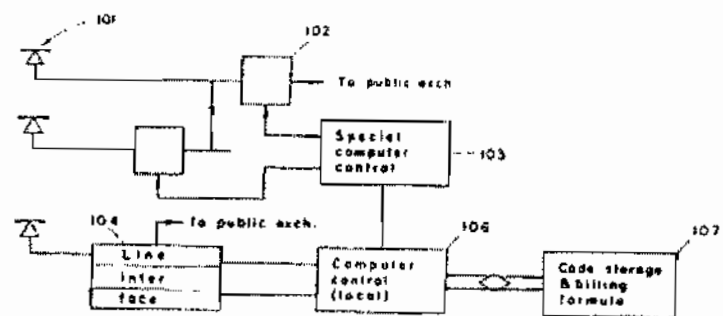 101
102
To public exch
Special
computer
control
103
104
to public exch.
106
107
Line
inter
face
Computer
control
(local)
Code storage
& billing
formula